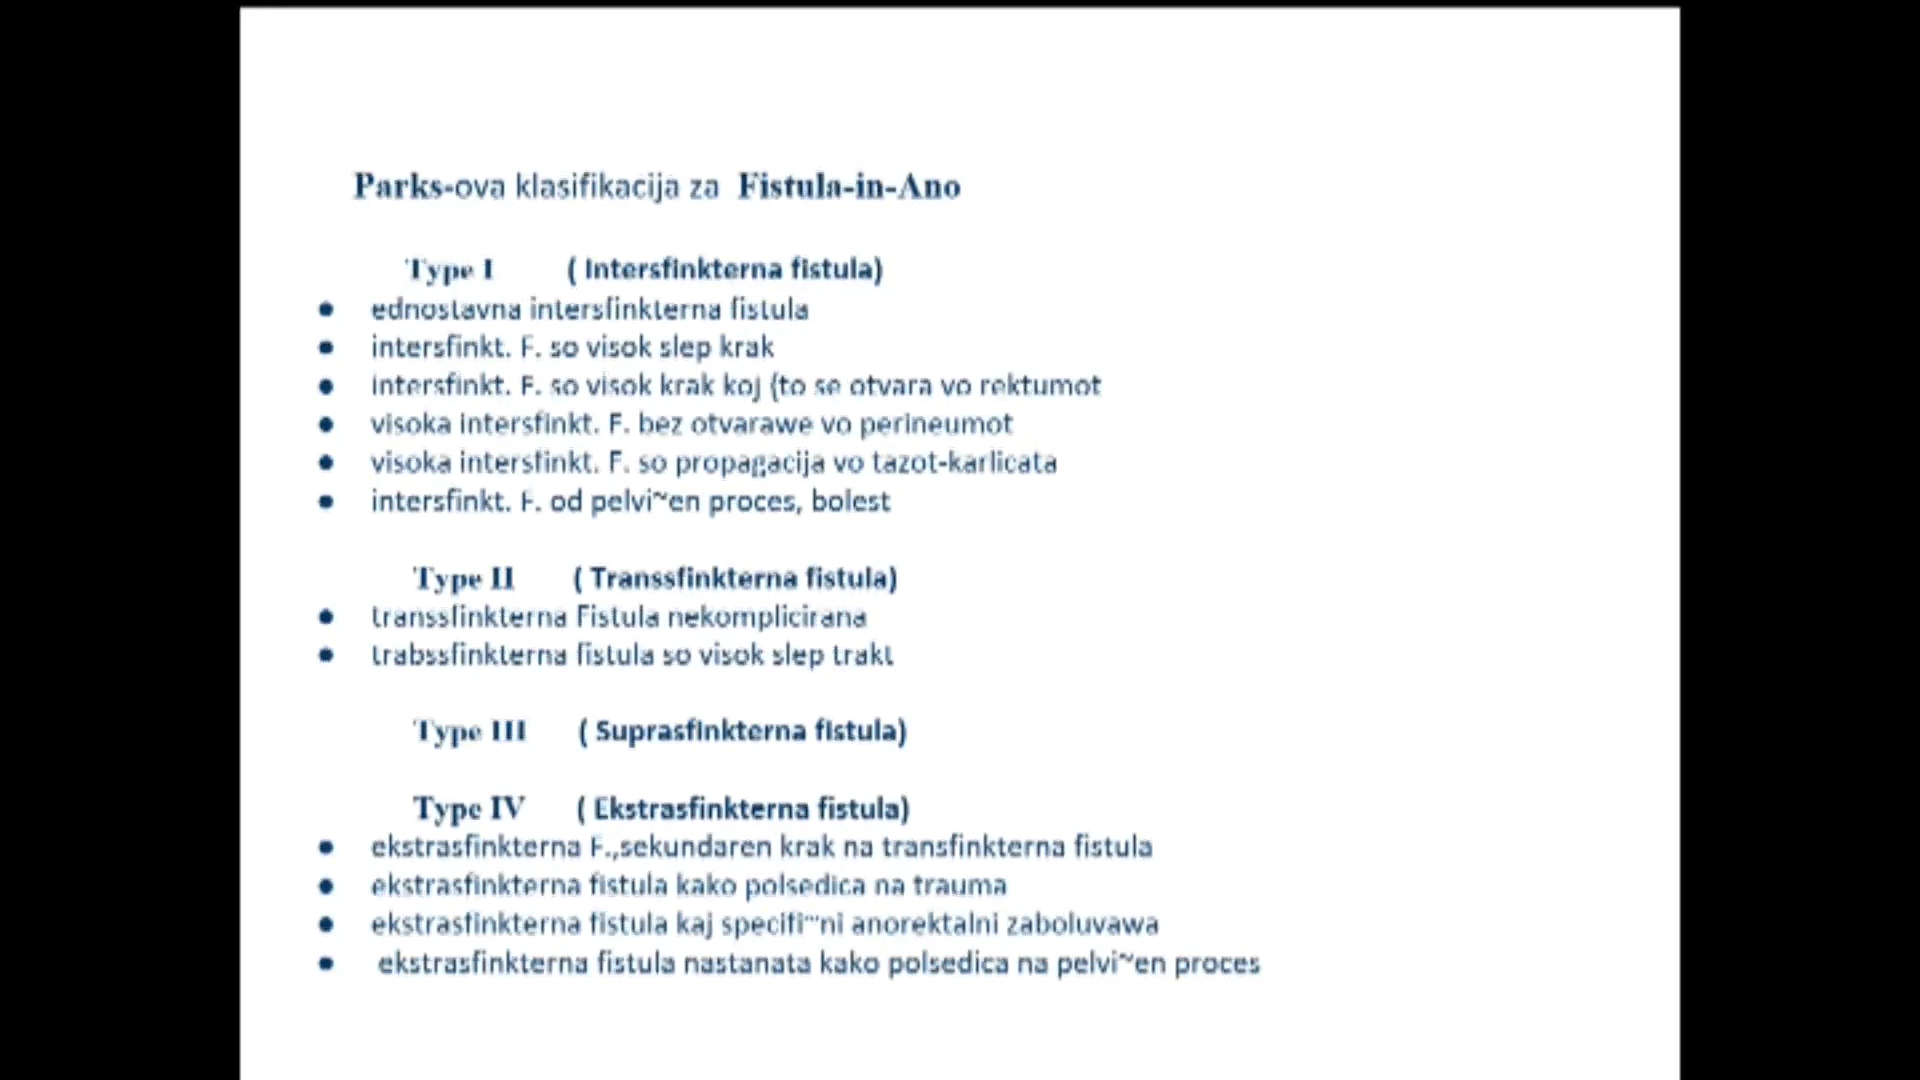 Parks-ova klasifikacija za Fistula-in-Ano
Type I ( Intersfinkterna fistula)
● ednostavna intersfinkterna fistula
● intersfinkt. F. so visok slep krak
● intersfinkt. F. so visok krak koj {to se otvara vo rektumot
● visoka intersfinkt. F. bez otvarawe vo perineumot
● visoka intersfinkt. F. so propagacija vo tazot-karlicata
● intersfinkt. F. od pelvi~en proces, bolest
Type II ( Transsfinkterna fistula)
● transsfinkterna Fistula nekomplicirana
● trabssfinkterna fistula so visok slep trakt
Type III ( Suprasfinkterna fistula)
Type IV ( Ekstrasfinkterna fistula)
● ekstrasfinkterna F.,sekundaren krak na transfinkterna fistula
● ekstrasfinkterna fistula kako polsedica na trauma
● ekstrasfinkterna fistula kaj specifi~ni anorektalni zaboluvawa
● ekstrasfinkterna fistula nastanata kako polsedica na pelvi~en proces